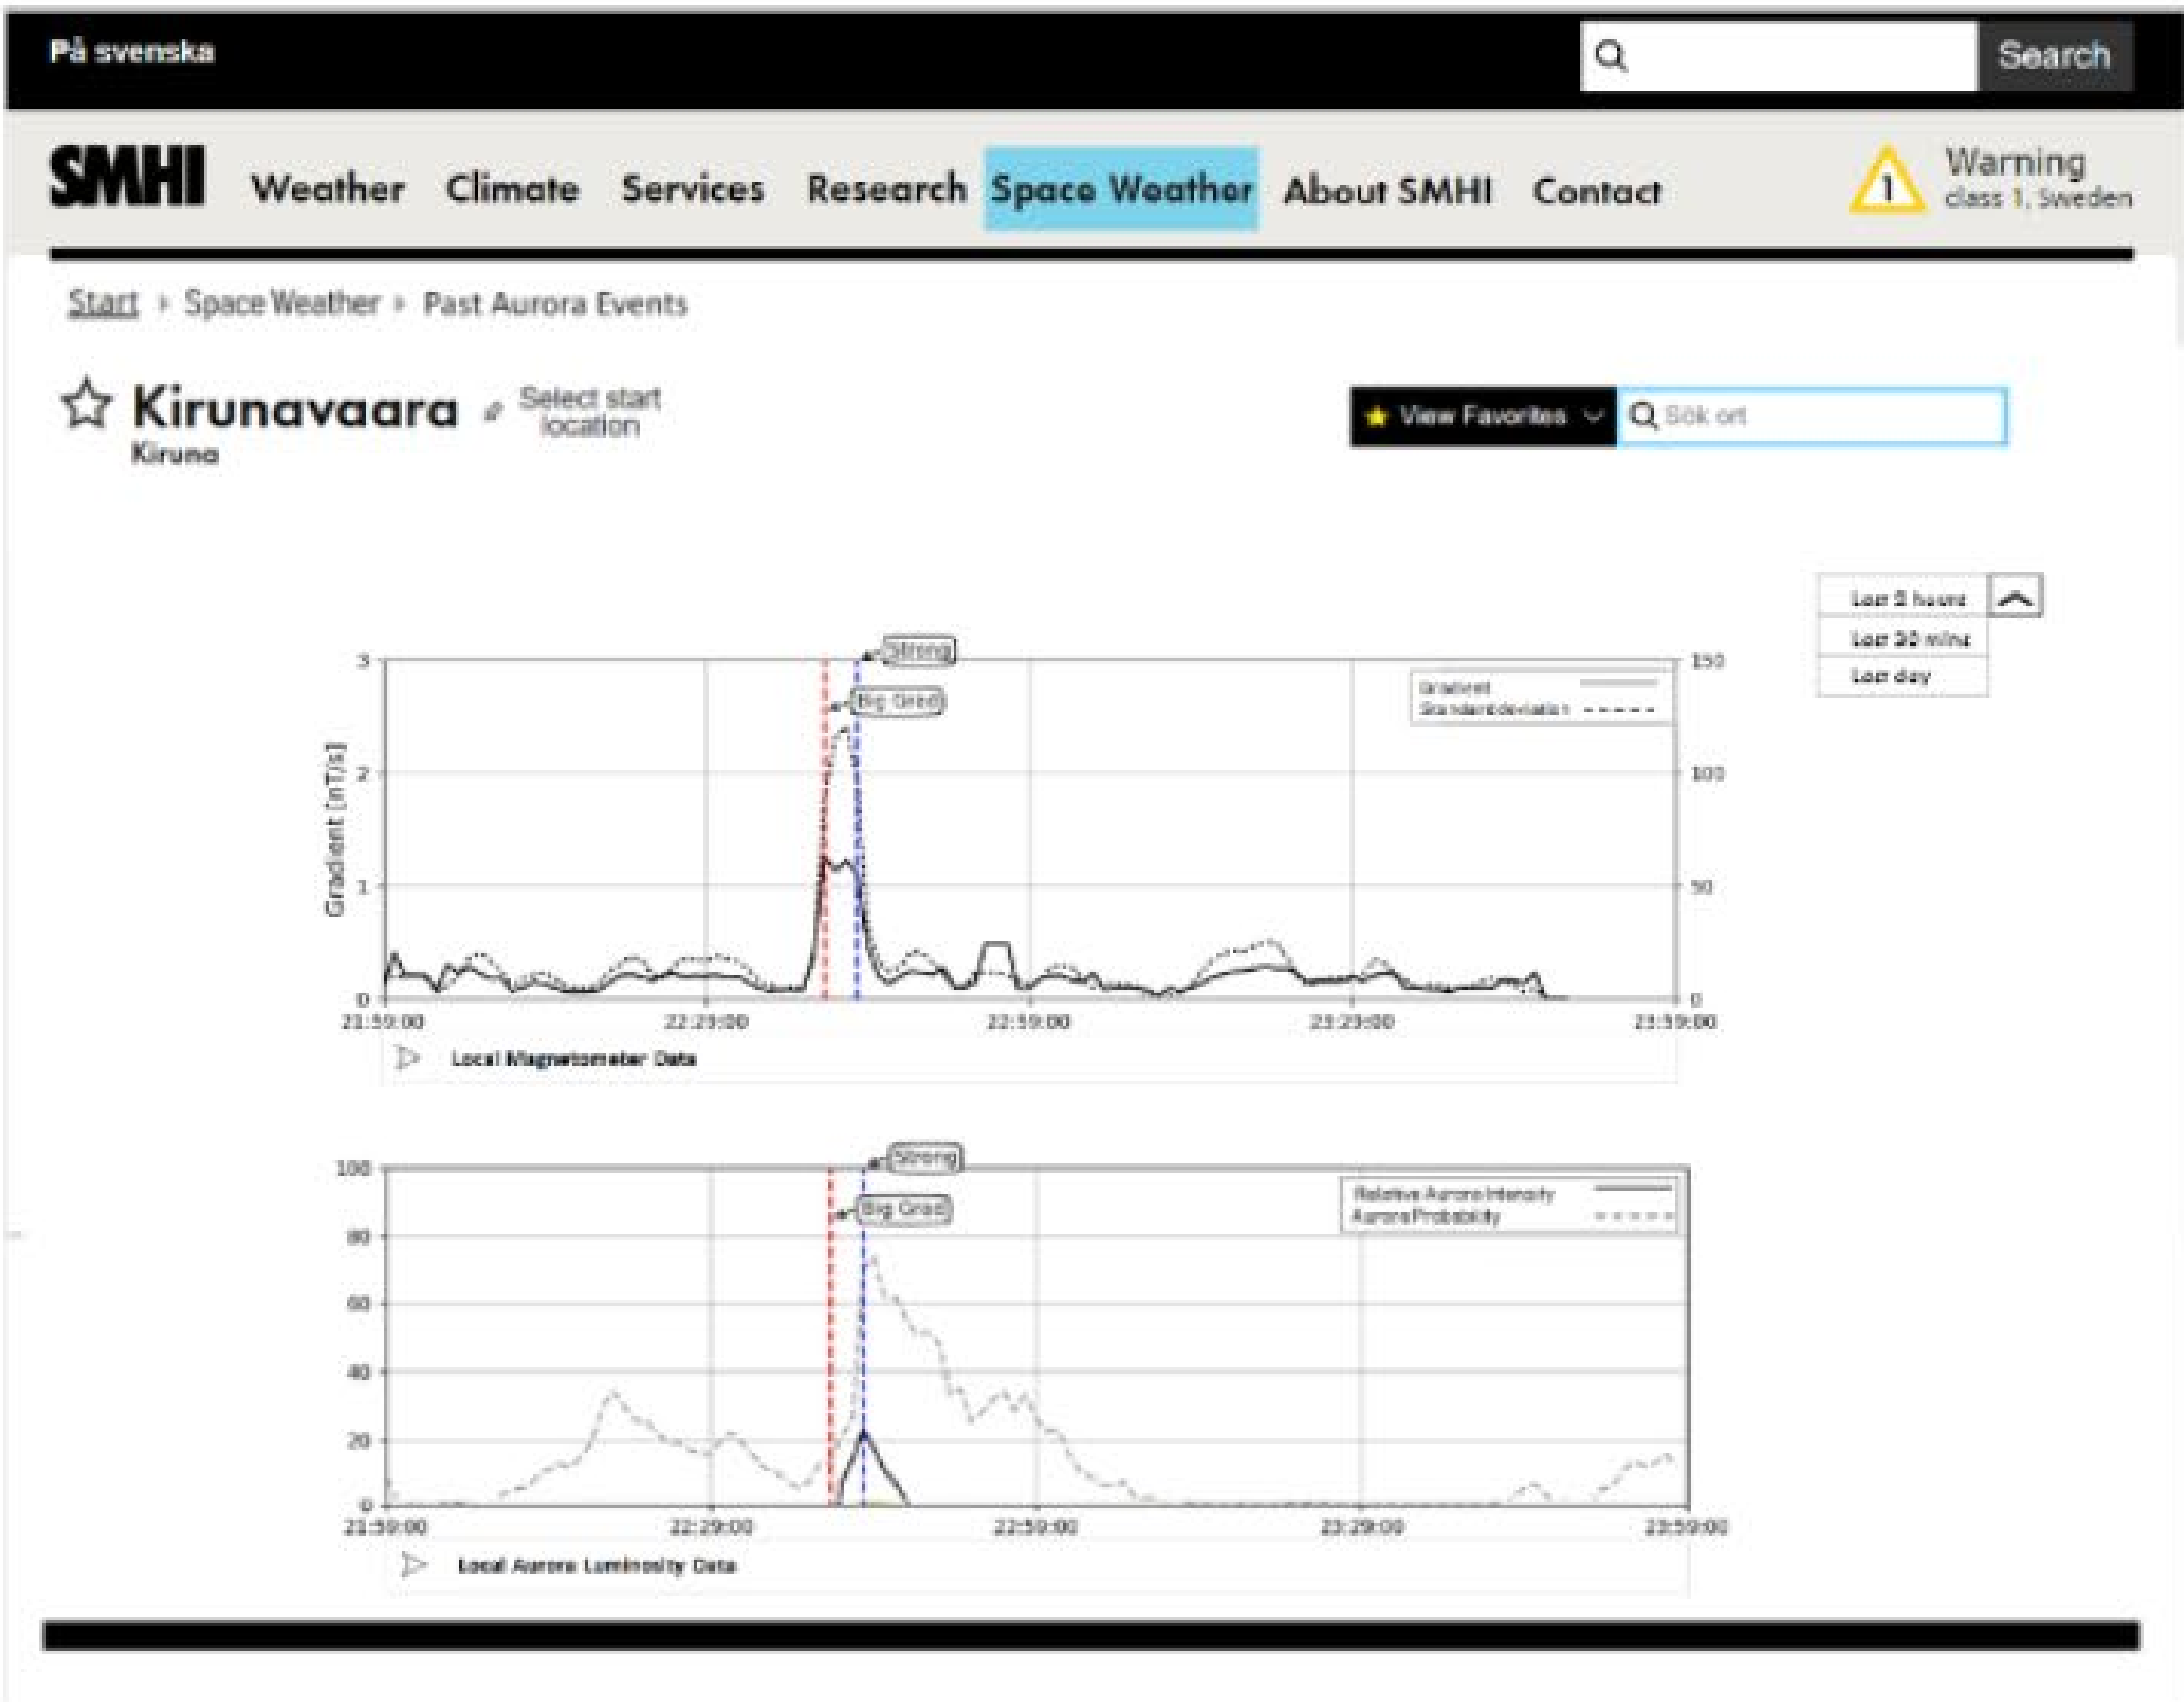 På svenska
Search
SMHI Weather Climate Services Research Space Weather About SMHI Contact
Warning
class 1, Sweden
1
Start Space Weather Past Aurora Events
Kirunavaara
Select start
location
Kiruna
View Favorites
Sök ort
Last hours
Last mins
Last day
Strong
Big Grad
Gradient
Standard deviation
Gradient [nT/s]
3
2
1
0
150
100
50
0
21:59:00 22:29:00 22:59:00 23:29:00 23:59:00
Local Magnetometer Data
Strong
Big Grad
Relative Aurora Intensity
Aurora Probability
100
80
60
40
20
0
21:59:00 22:29:00 22:59:00 23:29:00 23:59:00
Local Aurora Luminosity Data